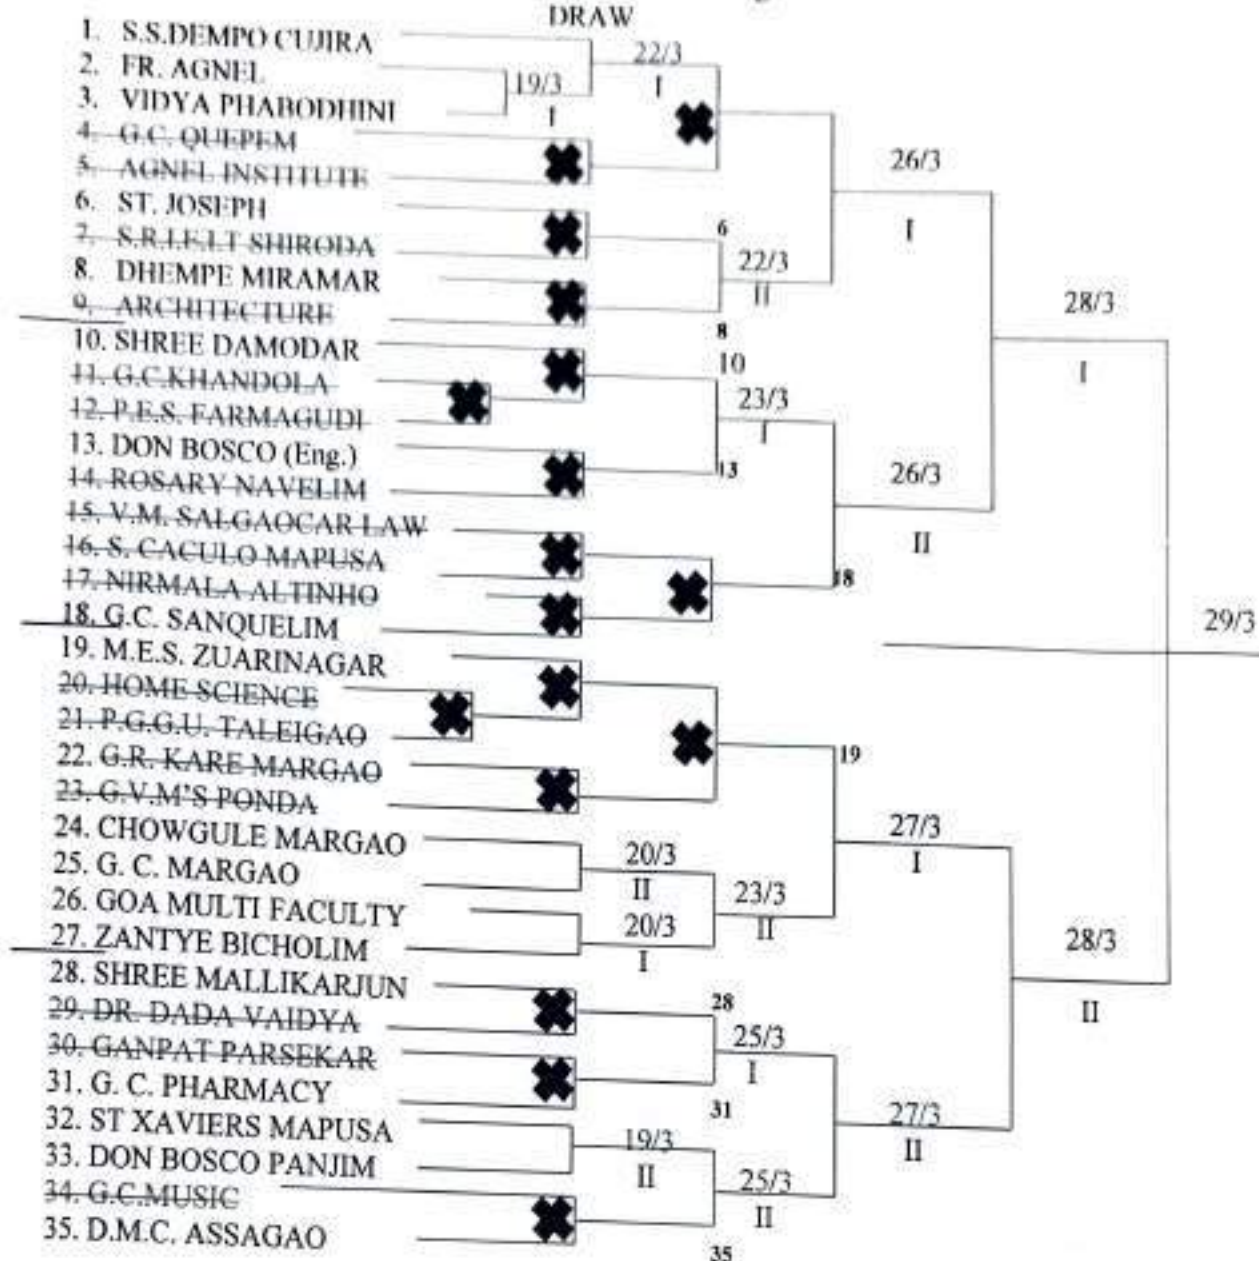 DRAW
1. S.S.DEMPO CUJIRA
2. FR. AGNEL
3. VIDYA PHABODHINI
4. G.C. QUEPEM
5. AGNEL INSTITUTE
6. ST. JOSEPH
7. S.R.I.E.I.T SHIRODA
8. DHEMPE MIRAMAR
9. ARCHITECTURE
10. SHREE DAMODAR
11. G.C.KHANDOLA
12. P.E.S. FARMAGUDI
13. DON BOSCO (Eng.)
14. ROSARY NAVELIM
15. V.M. SALGAOCAR LAW
16. S. CACULO MAPUSA
17. NIRMALA ALTINHO
18. G.C. SANQUELIM
19. M.E.S. ZUARINAGAR
20. HOME SCIENCE
21. P.G.G.U. TALEIGAO
22. G.R. KARE MARGAO
23. G.V.M'S PONDA
24. CHOWGULE MARGAO
25. G. C. MARGAO
26. GOA MULTI FACULTY
27. ZANTYE BICHOLIM
28. SHREE MALLIKARJUN
29. DR. DADA VAIDYA
30. GANPAT PARSEKAR
31. G. C. PHARMACY
32. ST XAVIERS MAPUSA
33. DON BOSCO PANJIM
34. G.C.MUSIC
35. D.M.C. ASSAGAO
19/3
I
20/3
II
20/3
I
19/3
II
22/3
I
6
22/3
II
8
10
23/3
I
13
18
19
23/3
II
28
25/3
I
31
25/3
II
35
26/3
I
26/3
II
27/3
I
27/3
II
28/3
I
28/3
II
29/3